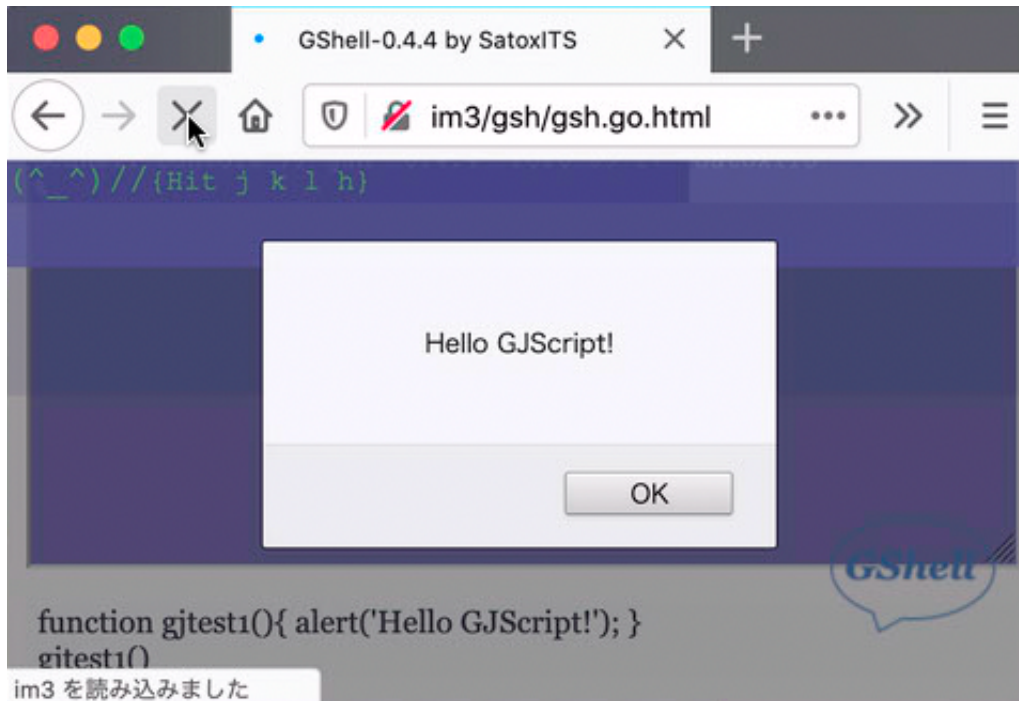 GShell-0.4.4 by SatoxITS
im3/gsh/gsh.go.html
SatoxITS
(^_^)//{Hit j k l h}
Hello GJScript!
OK
GShell
function gjtest1(){ alert('Hello GJScript!'); }
gjtest1()
im3 を読み込みました